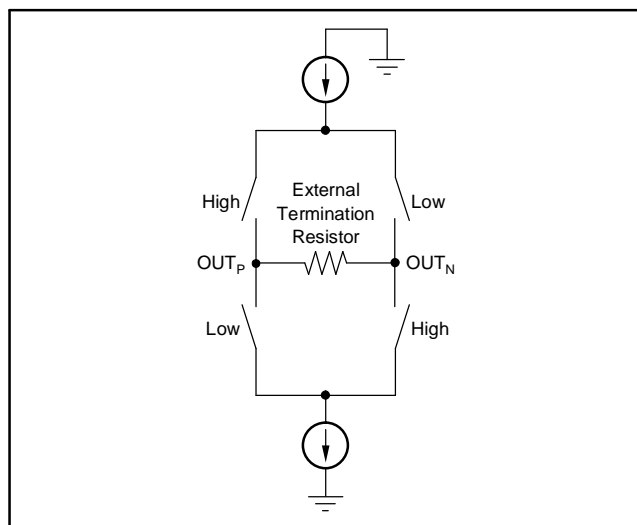 External
Termination
Resistor
High
Low
OUTP
OUTN
Low
High